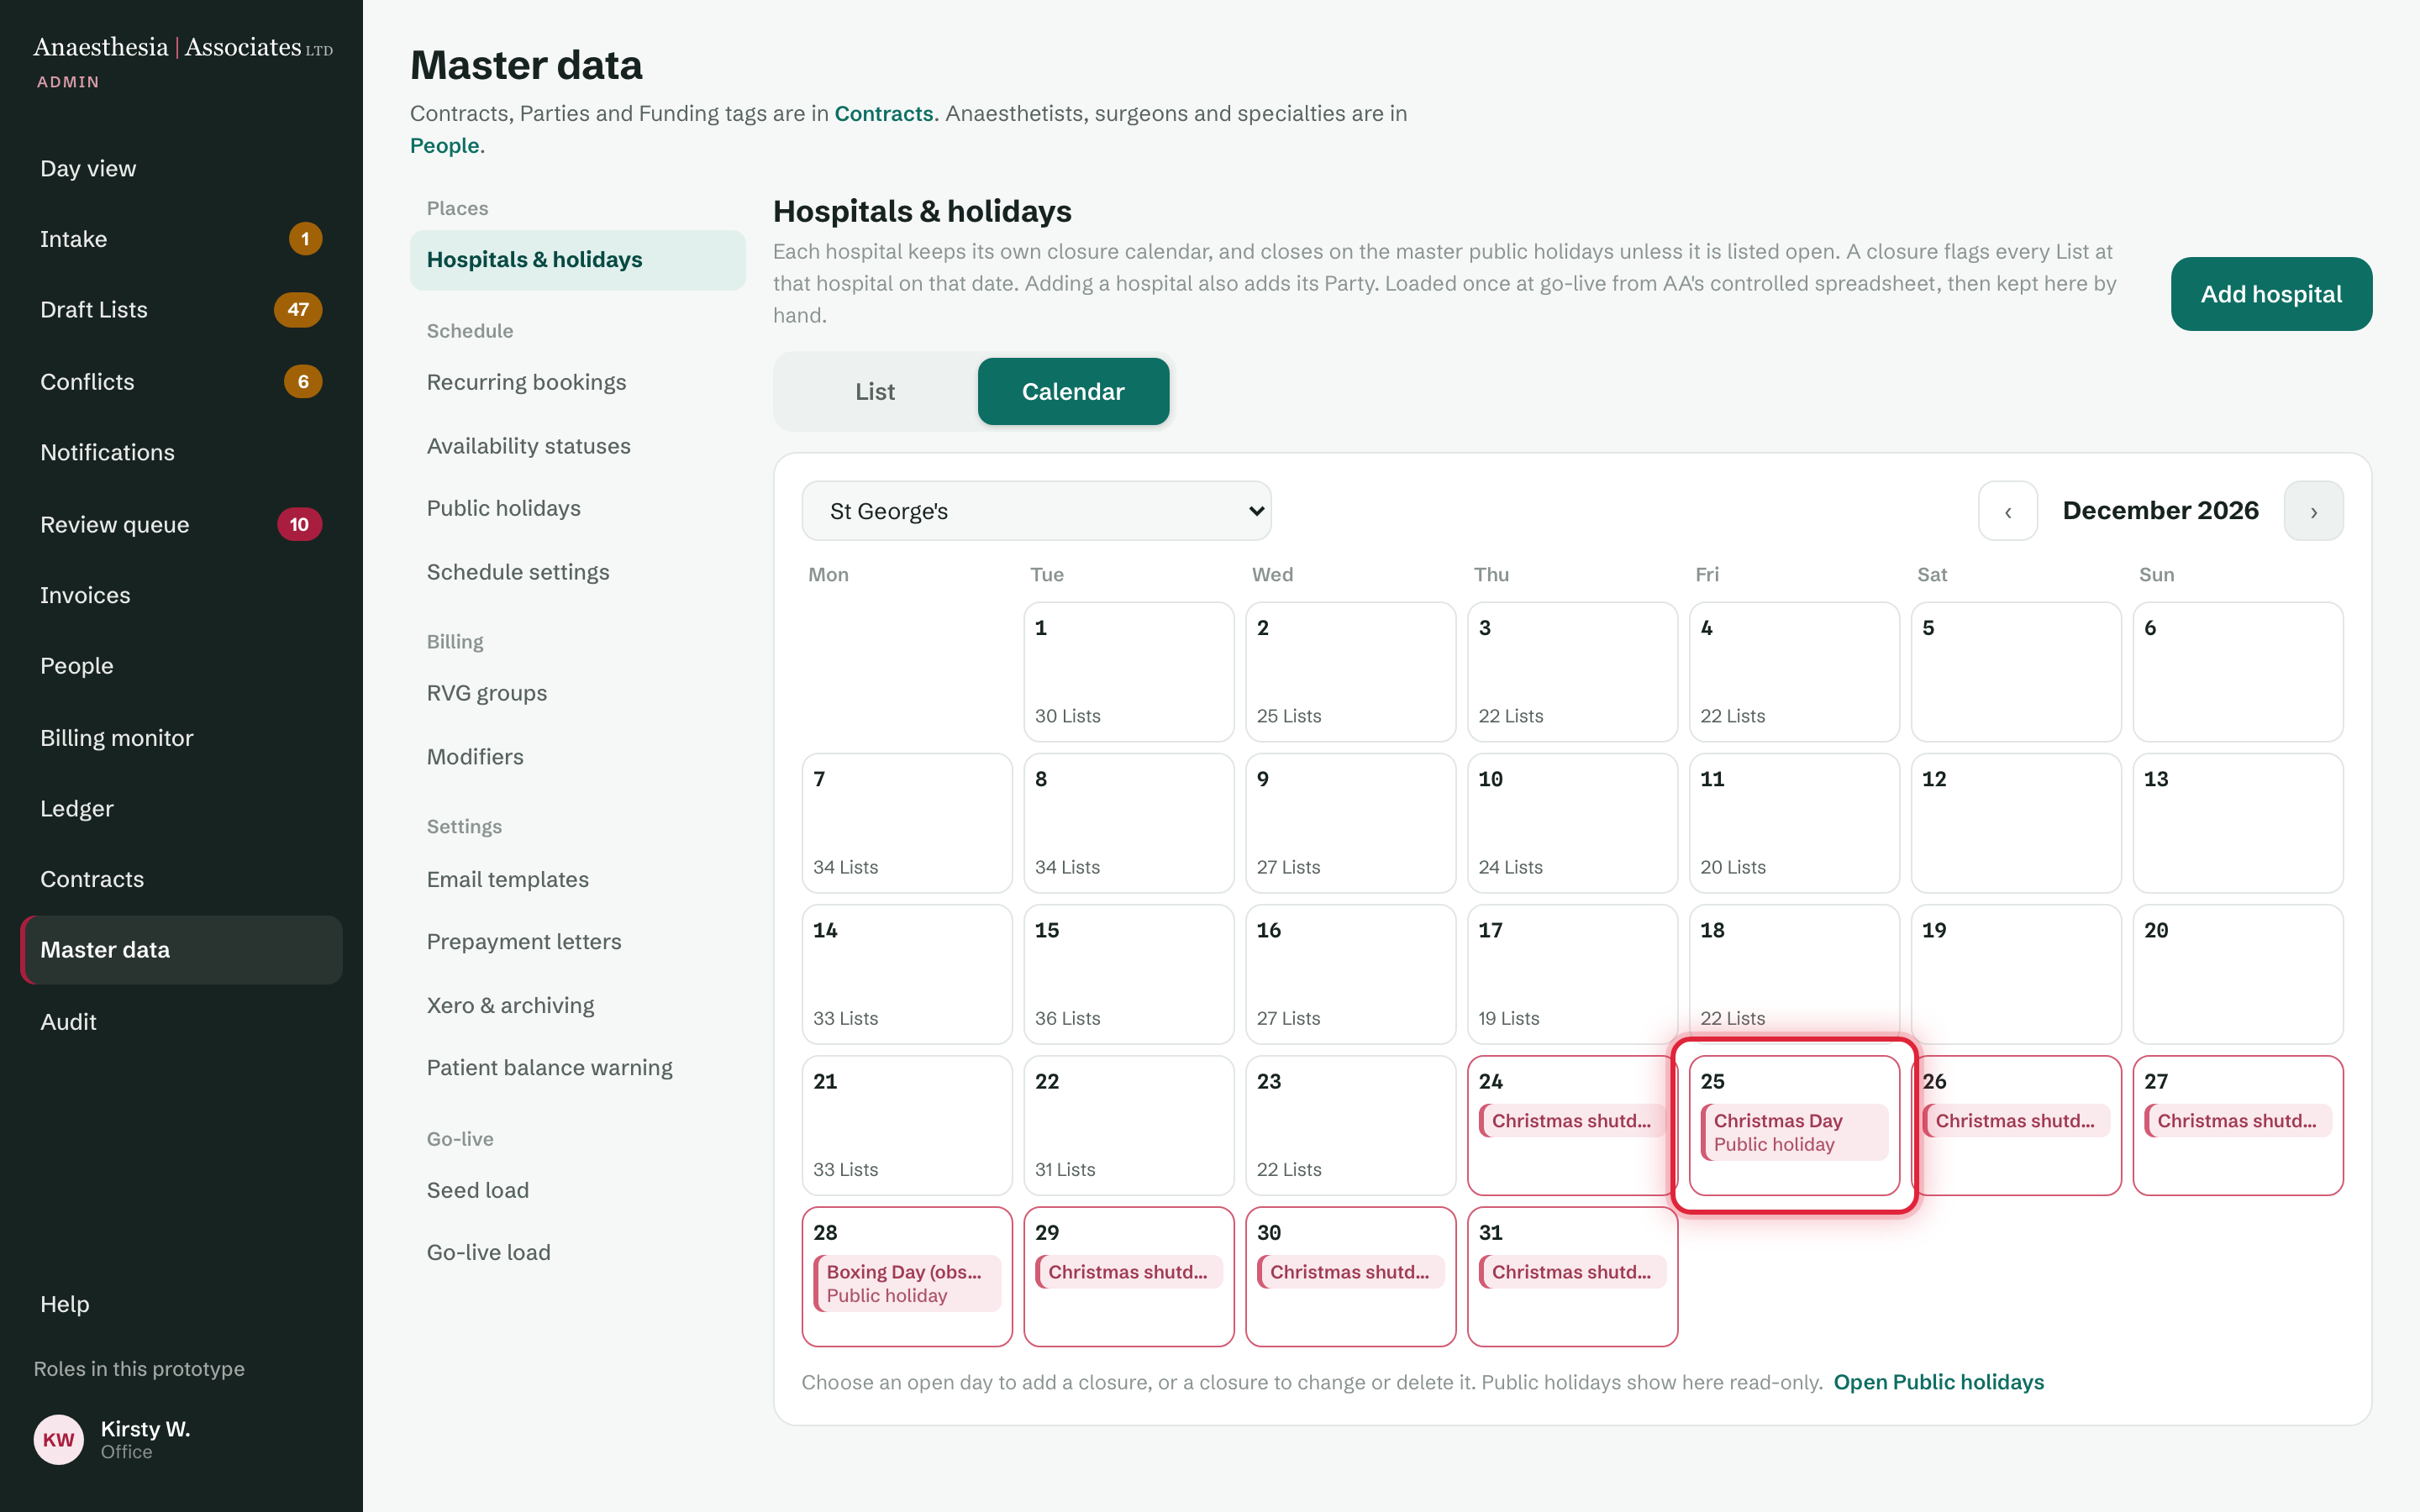 Anaesthesia | Associates LTD
ADMIN
Day view
Intake 1
Draft Lists 47
Conflicts 6
Notifications
Review queue 10
Invoices
People
Billing monitor
Ledger
Contracts
Master data
Audit
Help
Roles in this prototype
KW
Kirsty W.
Office
Master data
Contracts, Parties and Funding tags are in Contracts. Anaesthetists, surgeons and specialties are in
People.
Places
Hospitals & holidays
Schedule
Recurring bookings
Availability statuses
Public holidays
Schedule settings
Billing
RVG groups
Modifiers
Settings
Email templates
Prepayment letters
Xero & archiving
Patient balance warning
Go-live
Seed load
Go-live load
Hospitals & holidays
Each hospital keeps its own closure calendar, and closes on the master public holidays unless it is listed open. A closure flags every List at
that hospital on that date. Adding a hospital also adds its Party. Loaded once at go-live from AA's controlled spreadsheet, then kept here by
hand.
Add hospital
List Calendar
St George's
‹ December 2026 ›
Mon Tue Wed Thu Fri Sat Sun
1 2 3 4 5 6
30 Lists 25 Lists 22 Lists 22 Lists
7 8 9 10 11 12 13
34 Lists 34 Lists 27 Lists 24 Lists 20 Lists
14 15 16 17 18 19 20
33 Lists 36 Lists 27 Lists 19 Lists 22 Lists
21 22 23 24 25 26 27
Christmas shutd... Christmas Day Christmas shutd... Christmas shutd...
Public holiday
33 Lists 31 Lists 22 Lists
28 29 30 31
Boxing Day (obs... Christmas shutd... Christmas shutd... Christmas shutd...
Public holiday
Choose an open day to add a closure, or a closure to change or delete it. Public holidays show here read-only. Open Public holidays